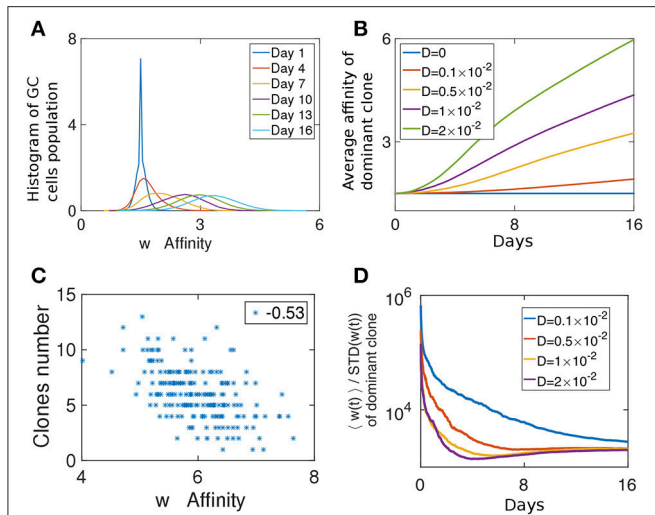 A
Histogram of GC
cells population
8
4
0
0
3
6
w Affinity
Day 1
Day 4
Day 7
Day 10
Day 13
Day 16
B
Average affinity of
dominant clone
6
3
0
8
16
Days
D=0
D=0.1×10⁻²
D=0.5×10⁻²
D=1×10⁻²
D=2×10⁻²
C
Clones number
15
10
5
0
4
6
8
w Affinity
-0.53
D
⟨ w(t) ⟩ / STD(w(t))
of dominant clone
10⁶
10⁴
0
8
16
Days
D=0.1×10⁻²
D=0.5×10⁻²
D=1×10⁻²
D=2×10⁻²